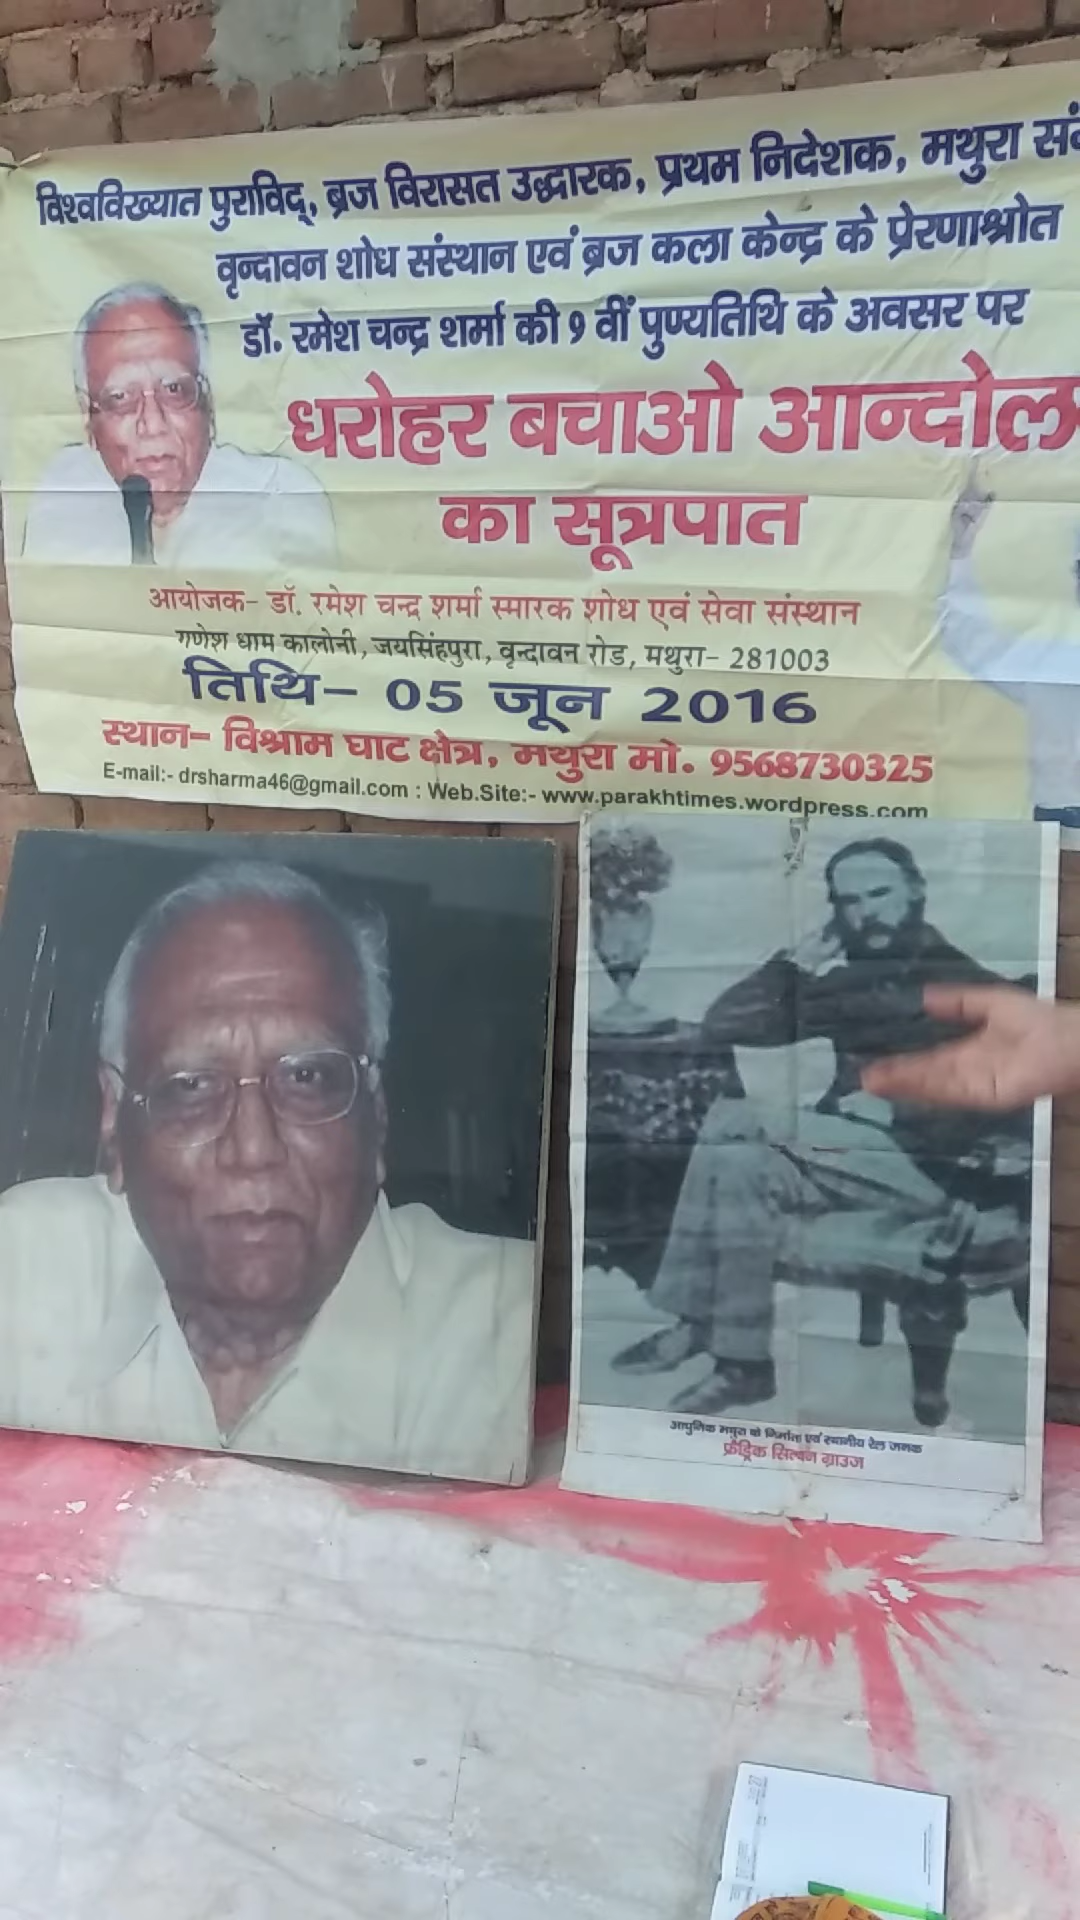 विश्वविख्यात पुराविद्, ब्रज विरासत उद्धारक, प्रथम निदेशक, मथुरा
वृन्दावन शोध संस्थान एवं ब्रज कला केन्द्र के प्रेरणाश्रोत
डॉ. रमेश चन्द्र शर्मा की 9 वीं पुण्यतिथि के अवसर पर
धरोहर बचाओ
का सूत्रपात
आयोजक- डॉ. रमेश चन्द्र शर्मा स्मारक शोध एवं सेवा संस्थान
गणेश धाम कालोनी, जयसिंहपुरा, वृन्दावन रोड, मथुरा- 281003
तिथि- 05 जून 2016
स्थान- विश्राम घाट क्षेत्र, मथुरा मो. 9568730325
E-mail:- drsharma46@gmail.com : Web.Site:- www.parakhtimes.wordpress.com
आधुनिक मथुरा के निर्माता एवं स्थानीय रेल जनक
फ्रैड्रिक सिल्वन ग्राउज